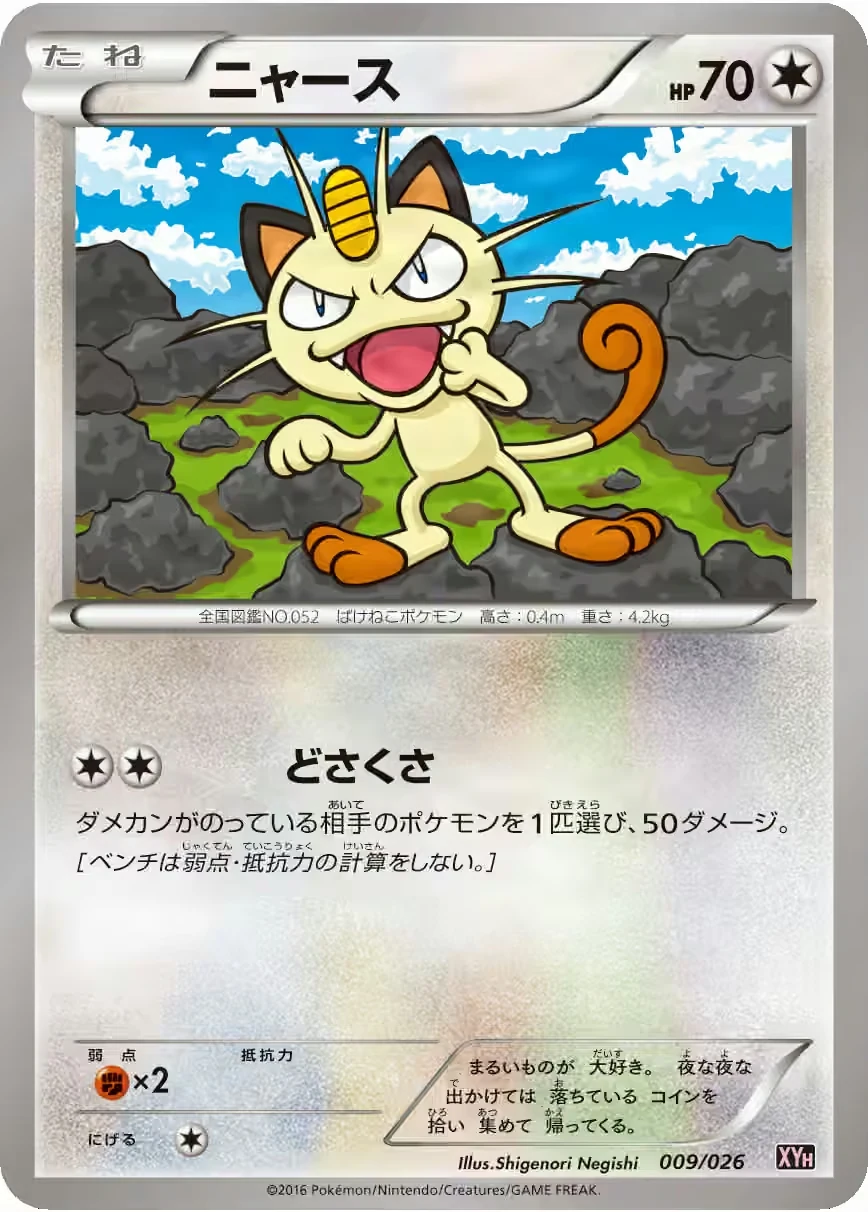 たね ニャース HP70
全国図鑑NO.052 ばけねこポケモン 高さ：0.4m 重さ：4.2kg
どさくさ
ダメカンがのっている相手のポケモンを1匹選び、50ダメージ。
[ベンチは弱点・抵抗力の計算をしない。]
弱点 抵抗力
×2
にげる
まるいものが 大好き。 夜な夜な
出かけては 落ちている コインを
拾い 集めて 帰ってくる。
Illus.Shigenori Negishi 009/026 XYH
©2016 Pokémon/Nintendo/Creatures/GAME FREAK.